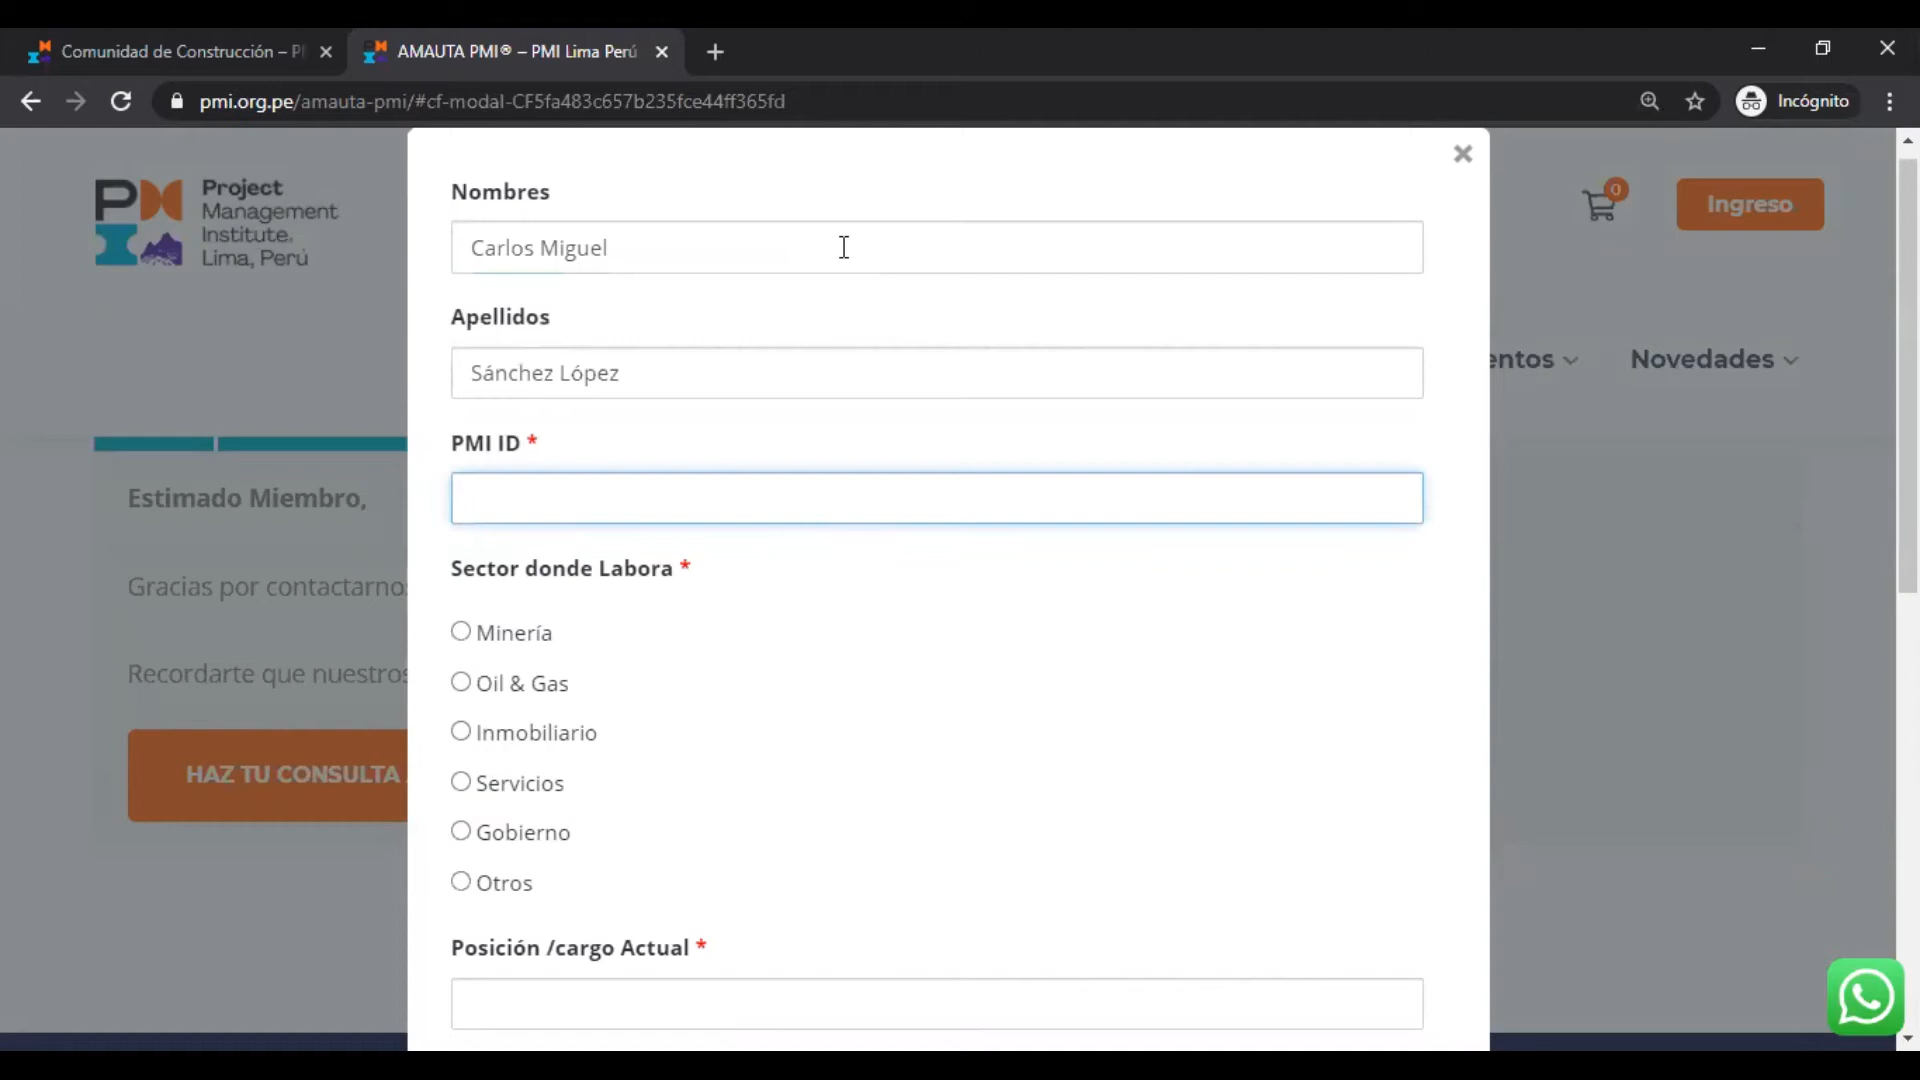 Comunidad de Construcción – P
AMAUTA PMI® – PMI Lima Perú
pmi.org.pe/amauta-pmi/#cf-modal-CF5fa483c657b235fce44ff365fd
Incógnito
Project
Management
Institute.
Lima, Perú
0
Ingreso
entos
Novedades
Estimado Miembro,
Gracias por contactarnos
Recordarte que nuestros
HAZ TU CONSULTA
Nombres
Carlos Miguel
Apellidos
Sánchez López
PMI ID *
Sector donde Labora *
Minería
Oil & Gas
Inmobiliario
Servicios
Gobierno
Otros
Posición /cargo Actual *